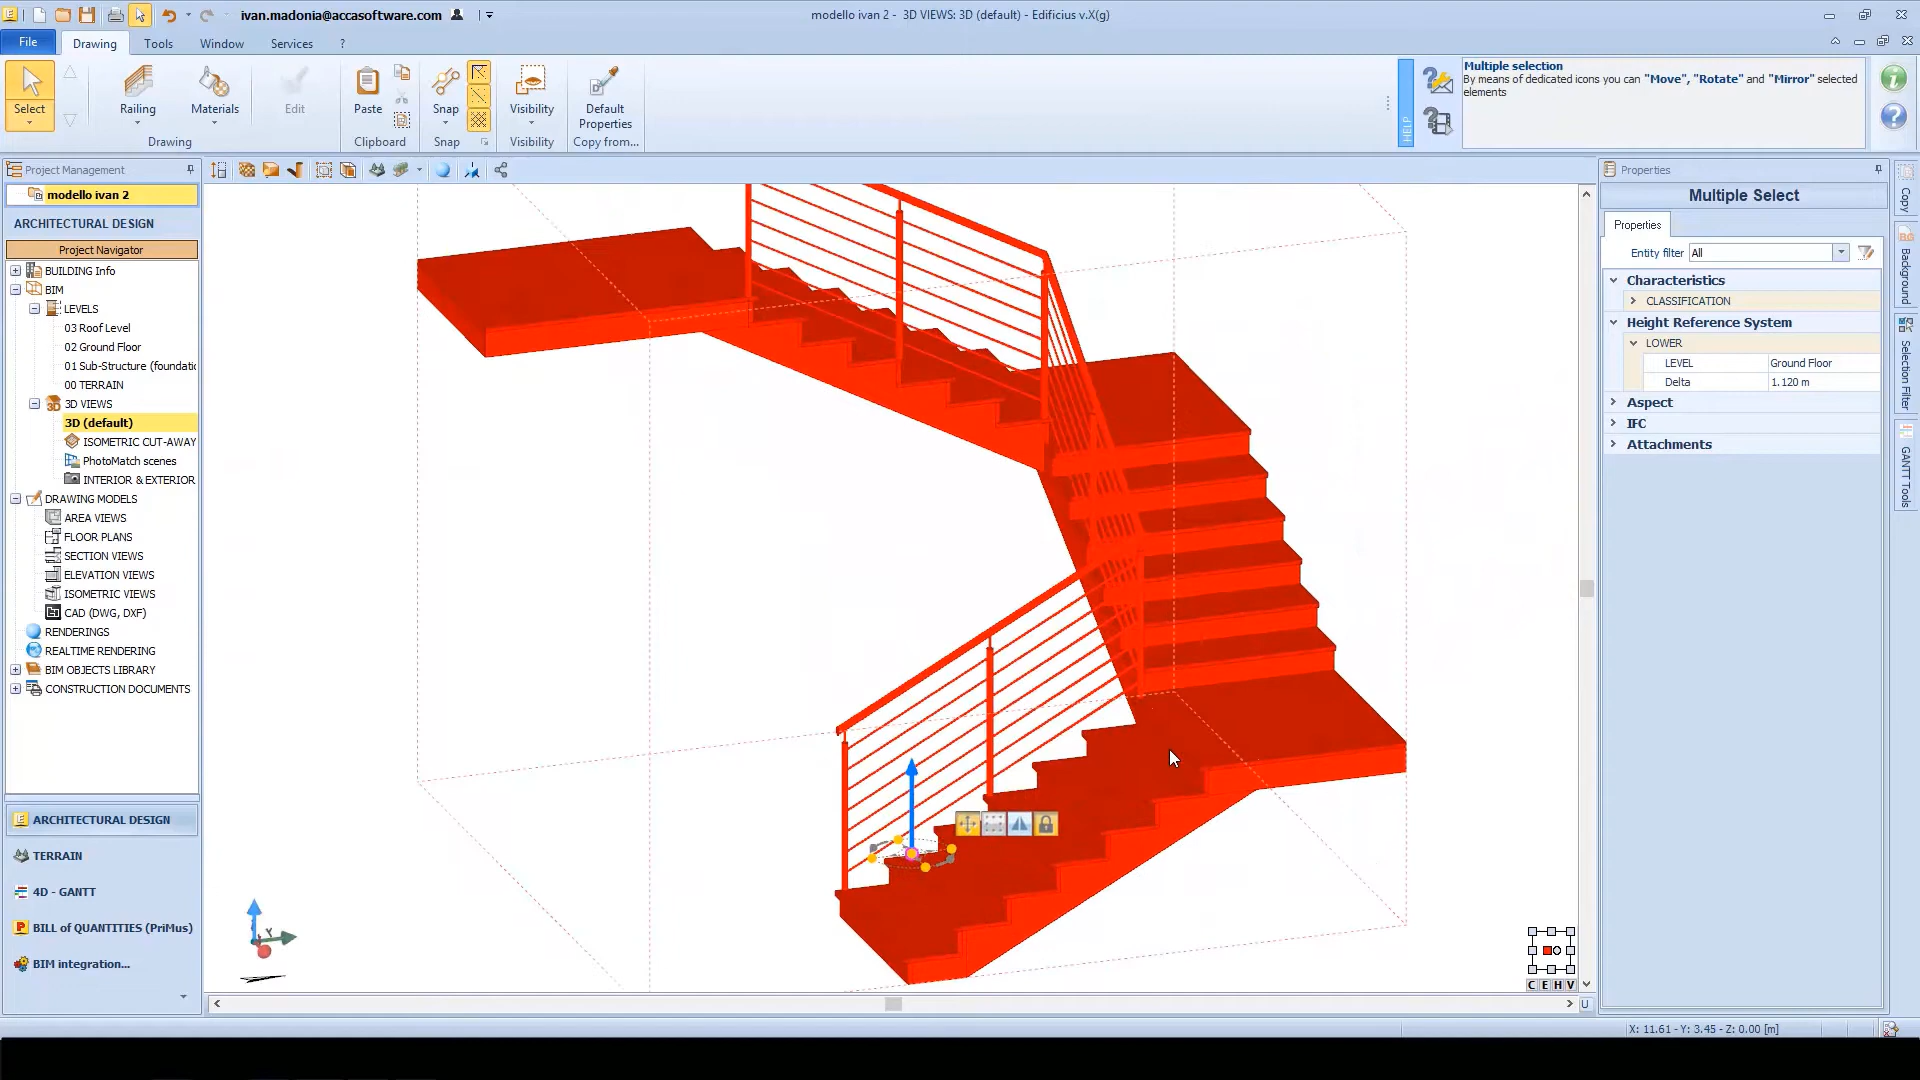 ivan.madonia@accasoftware.com
modello ivan 2 - 3D VIEWS: 3D (default) - Edificius v.X(g)
File
Drawing
Tools
Window
Services
?
Select
Railing
Materials
Edit
Paste
Snap
Visibility
Default
Properties
Drawing
Clipboard
Snap
Visibility
Copy from...
HELP
Multiple selection
By means of dedicated icons you can "Move", "Rotate" and "Mirror" selected
elements
Project Management
modello ivan 2
ARCHITECTURAL DESIGN
Project Navigator
BUILDING Info
BIM
LEVELS
03 Roof Level
02 Ground Floor
01 Sub-Structure (foundatic
00 TERRAIN
3D VIEWS
3D (default)
ISOMETRIC CUT-AWAY
PhotoMatch scenes
INTERIOR & EXTERIOR
DRAWING MODELS
AREA VIEWS
FLOOR PLANS
SECTION VIEWS
ELEVATION VIEWS
ISOMETRIC VIEWS
CAD (DWG, DXF)
RENDERINGS
REALTIME RENDERING
BIM OBJECTS LIBRARY
CONSTRUCTION DOCUMENTS
ARCHITECTURAL DESIGN
TERRAIN
4D - GANTT
BILL of QUANTITIES (PriMus)
BIM integration...
C E H V
U
Properties
Multiple Select
Properties
Entity filter All
Characteristics
CLASSIFICATION
Height Reference System
LOWER
LEVEL Ground Floor
Delta 1.120 m
Aspect
IFC
Attachments
Copy
Background
Selection Filter
GANTT Tools
X: 11.61 - Y: 3.45 - Z: 0.00 [m]